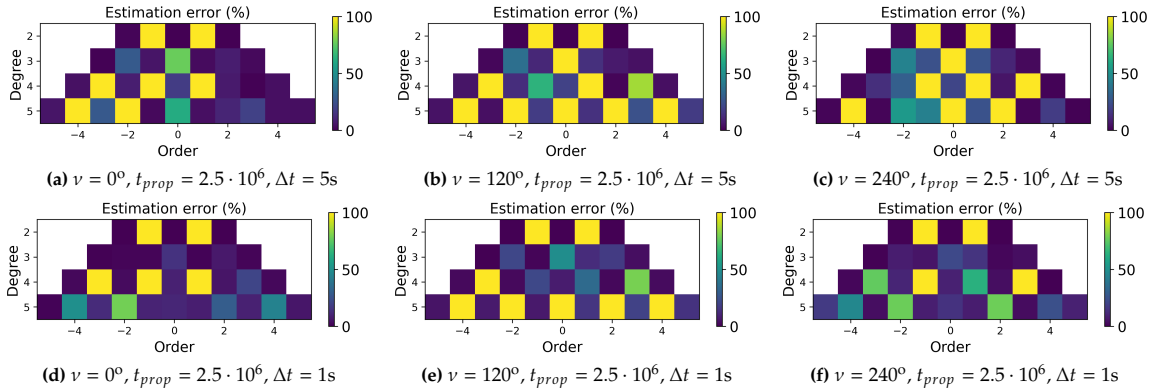 Estimation error (%)
100
2
3
50
4
5
0
Degree
−4 −2 0 2 4
Order
(a) ν = 0º, t_prop = 2.5 · 10^6, Δt = 5s
Estimation error (%)
100
2
3
50
4
5
0
Degree
−4 −2 0 2 4
Order
(b) ν = 120º, t_prop = 2.5 · 10^6, Δt = 5s
Estimation error (%)
100
2
3
50
4
5
0
Degree
−4 −2 0 2 4
Order
(c) ν = 240º, t_prop = 2.5 · 10^6, Δt = 5s
Estimation error (%)
100
2
3
50
4
5
0
Degree
−4 −2 0 2 4
Order
(d) ν = 0º, t_prop = 2.5 · 10^6, Δt = 1s
Estimation error (%)
100
2
3
50
4
5
0
Degree
−4 −2 0 2 4
Order
(e) ν = 120º, t_prop = 2.5 · 10^6, Δt = 1s
Estimation error (%)
100
2
3
50
4
5
0
Degree
−4 −2 0 2 4
Order
(f) ν = 240º, t_prop = 2.5 · 10^6, Δt = 1s